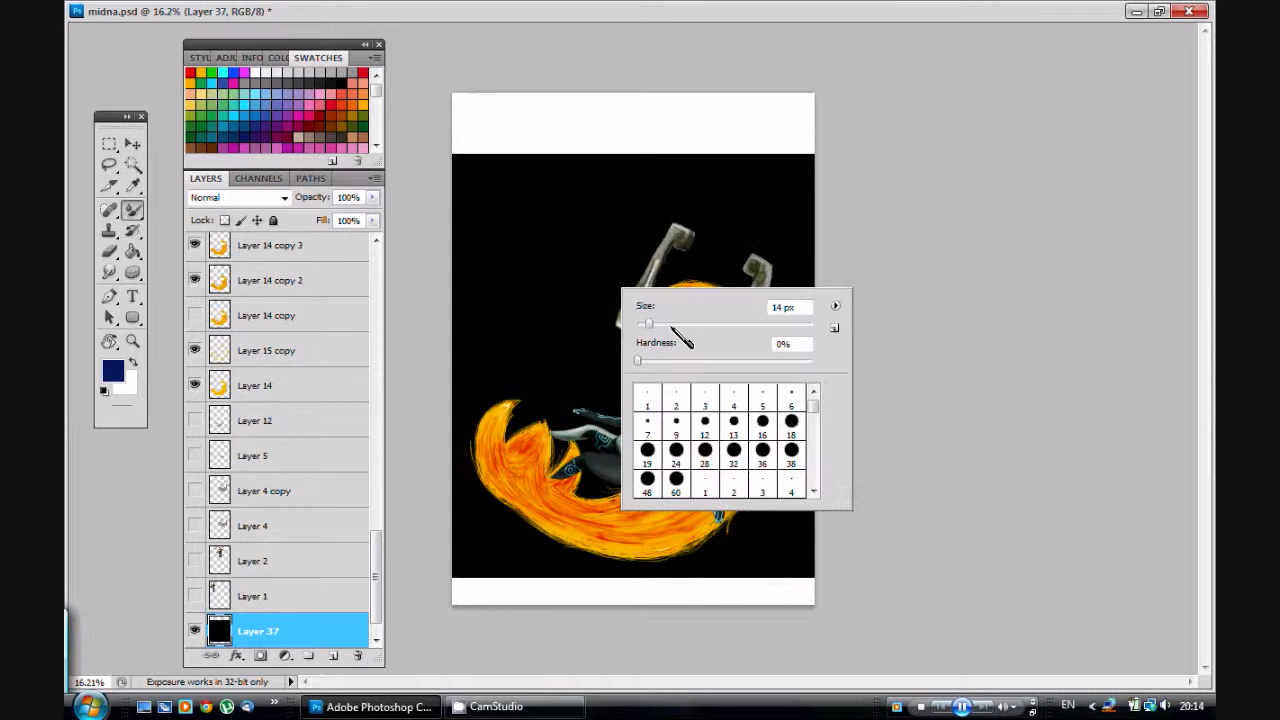 midna.psd @ 16.2% (Layer 37, RGB/8) *
STYL ADJU INFO COLO SWATCHES
LAYERS CHANNELS PATHS
Normal Opacity: 100%
Lock: Fill: 100%
Layer 14 copy 3
Layer 14 copy 2
Layer 14 copy
Layer 15 copy
Layer 14
Layer 12
Layer 5
Layer 4 copy
Layer 4
Layer 2
Layer 1
Layer 37
Size: 14 px
Hardness: 0%
1 2 3 4 5 6
7 9 12 13 16 18
19 24 28 32 36 38
48 60 1 2 3 4
16.21% Exposure works in 32-bit only
Adobe Photoshop C... CamStudio EN 20:14